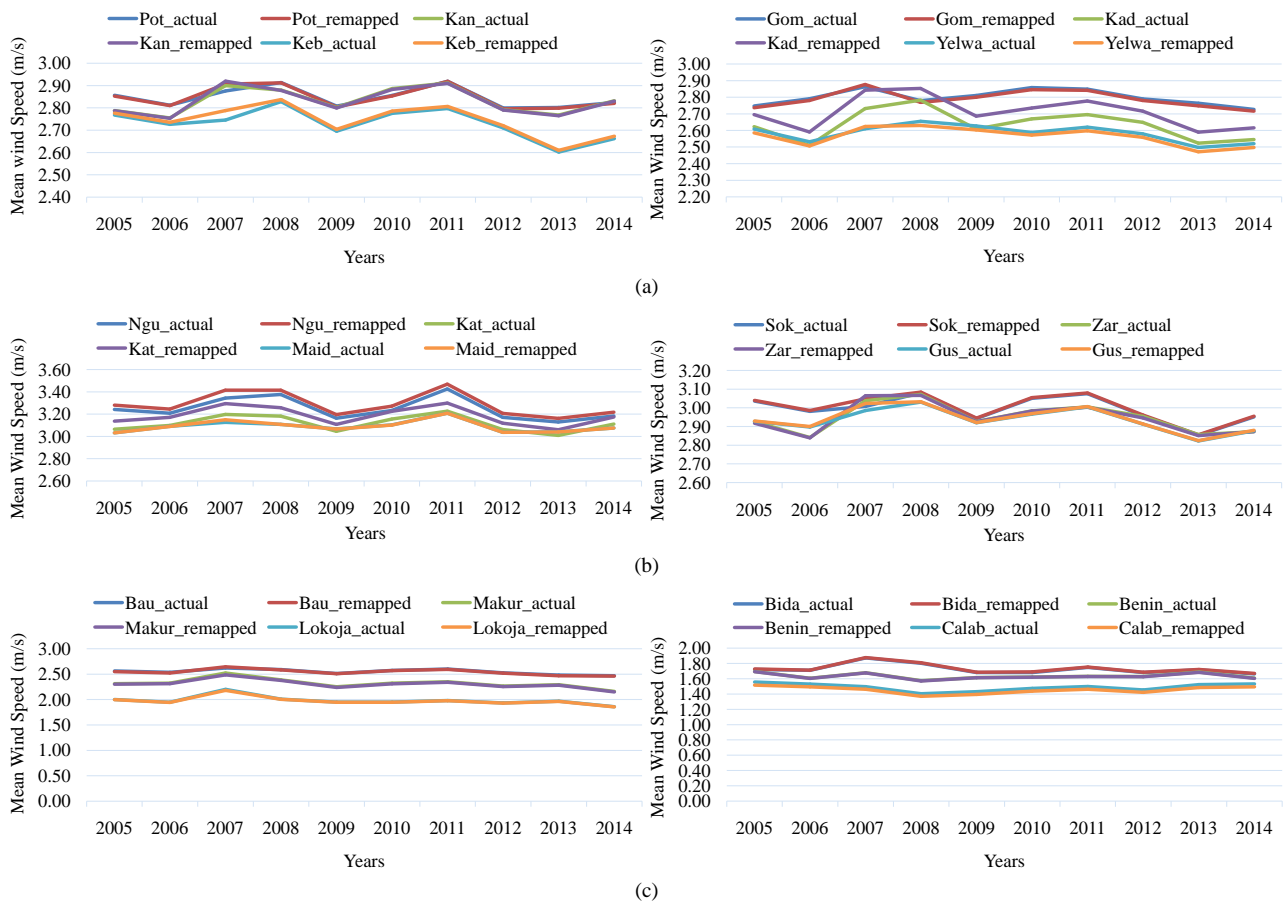 Pot_actual Pot_remapped Kan_actual
Kan_remapped Keb_actual Keb_remapped
Mean wind Speed (m/s)
3.00
2.90
2.80
2.70
2.60
2.50
2.40
2005 2006 2007 2008 2009 2010 2011 2012 2013 2014
Years
Gom_actual Gom_remapped Kad_actual
Kad_remapped Yelwa_actual Yelwa_remapped
Mean Wind Speed (m/s)
3.00
2.90
2.80
2.70
2.60
2.50
2.40
2.30
2.20
2005 2006 2007 2008 2009 2010 2011 2012 2013 2014
Years
(a)
Ngu_actual Ngu_remapped Kat_actual
Kat_remapped Maid_actual Maid_remapped
Mean Wind Speed (m/s)
3.60
3.40
3.20
3.00
2.80
2.60
2005 2006 2007 2008 2009 2010 2011 2012 2013 2014
Years
Sok_actual Sok_remapped Zar_actual
Zar_remapped Gus_actual Gus_remapped
Mean Wind Speed (m/s)
3.20
3.10
3.00
2.90
2.80
2.70
2.60
2005 2006 2007 2008 2009 2010 2011 2012 2013 2014
Years
(b)
Bau_actual Bau_remapped Makur_actual
Makur_remapped Lokoja_actual Lokoja_remapped
Mean Wind Speed (m/s)
3.00
2.50
2.00
1.50
1.00
0.50
0.00
2005 2006 2007 2008 2009 2010 2011 2012 2013 2014
Years
Bida_actual Bida_remapped Benin_actual
Benin_remapped Calab_actual Calab_remapped
Mean Wind Speed (m/s)
2.00
1.80
1.60
1.40
1.20
1.00
0.80
0.60
0.40
0.20
0.00
2005 2006 2007 2008 2009 2010 2011 2012 2013 2014
Years
(c)